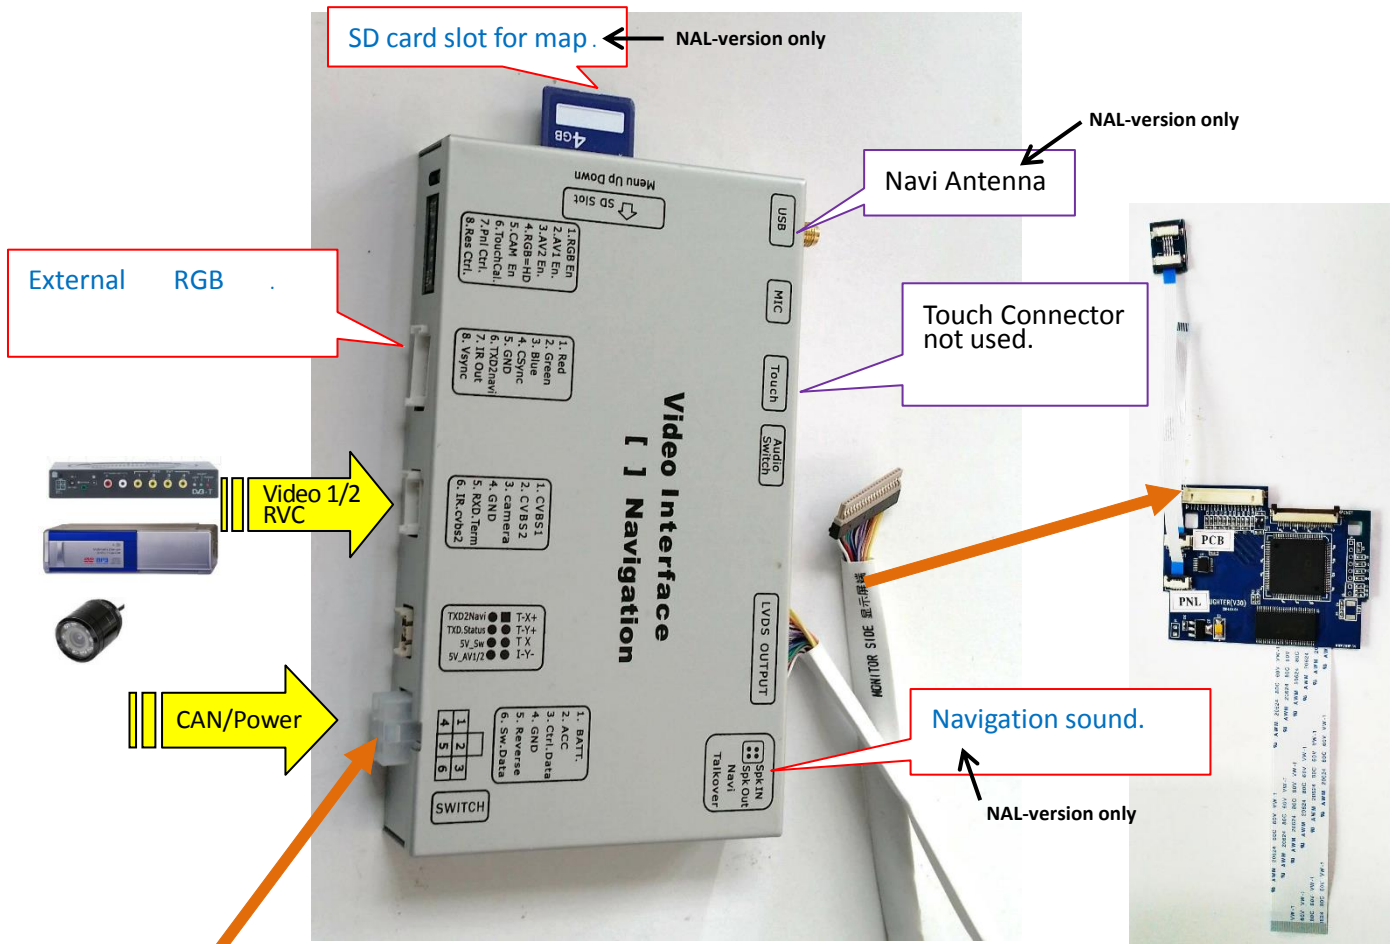 SD card slot for map .
NAL-version only
NAL-version only
Navi Antenna
External RGB .
Touch Connector
not used.
Video 1/2
RVC
CAN/Power
Navigation sound.
NAL-version only
4GB
Menu Up Down
SD Slot
1.RGB En
2.AV1 En.
3.AV2 En.
4.RGB=HD
5.CAM En
6.TouchCal.
7.Pnl Ctrl.
8.Res Ctrl.
1. Red
2. Green
3. Blue
4. CSync
5. GND
6. TXD2navi
7. IR Out
8. Vsync
1. CVBS1
2. CVBS2
3. camera
4. GND
5. RXD.Term
6. IR.cvbs2
TXD2Navi T-X+
TXD.Status T-Y+
5V_Sw T X
5V_AV1/2 I-Y-
1. BATT.
2. ACC
3. Ctrl.Data
4. GND
5. Reverse
6. Sw.Data
1 2 3
4 5 6
SWITCH
Video Interface
[ ] Navigation
USB
MIC
Touch
Audio
Switch
LVDS OUTPUT
Spk IN
Spk Out
Navi
Talkover
MONITOR SIDE 显示屏线
PCB
PNL